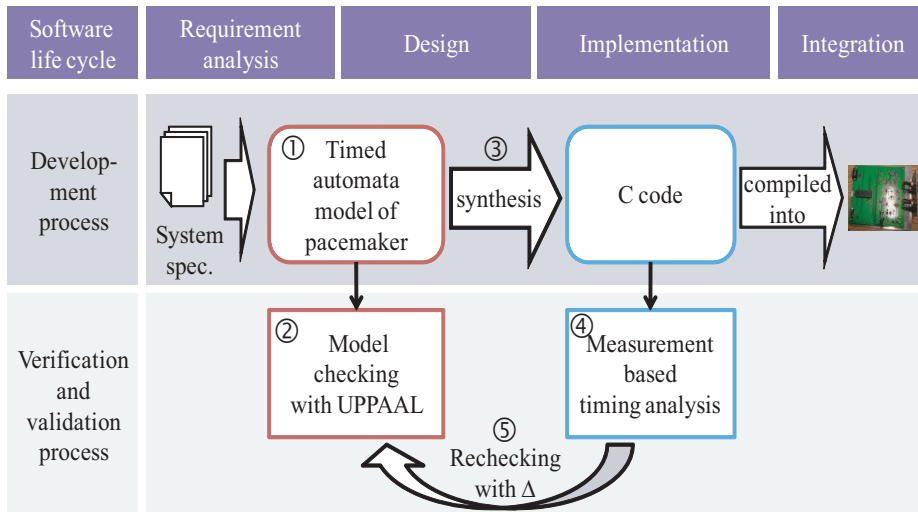 Software
life cycle
Requirement
analysis
Design
Implementation
Integration
Develop-
ment
process
System
spec.
①
Timed
automata
model of
pacemaker
③
synthesis
C code
compiled
into
Verification
and
validation
process
②
Model
checking
with UPPAAL
④
Measurement
based
timing analysis
⑤
Rechecking
with Δ